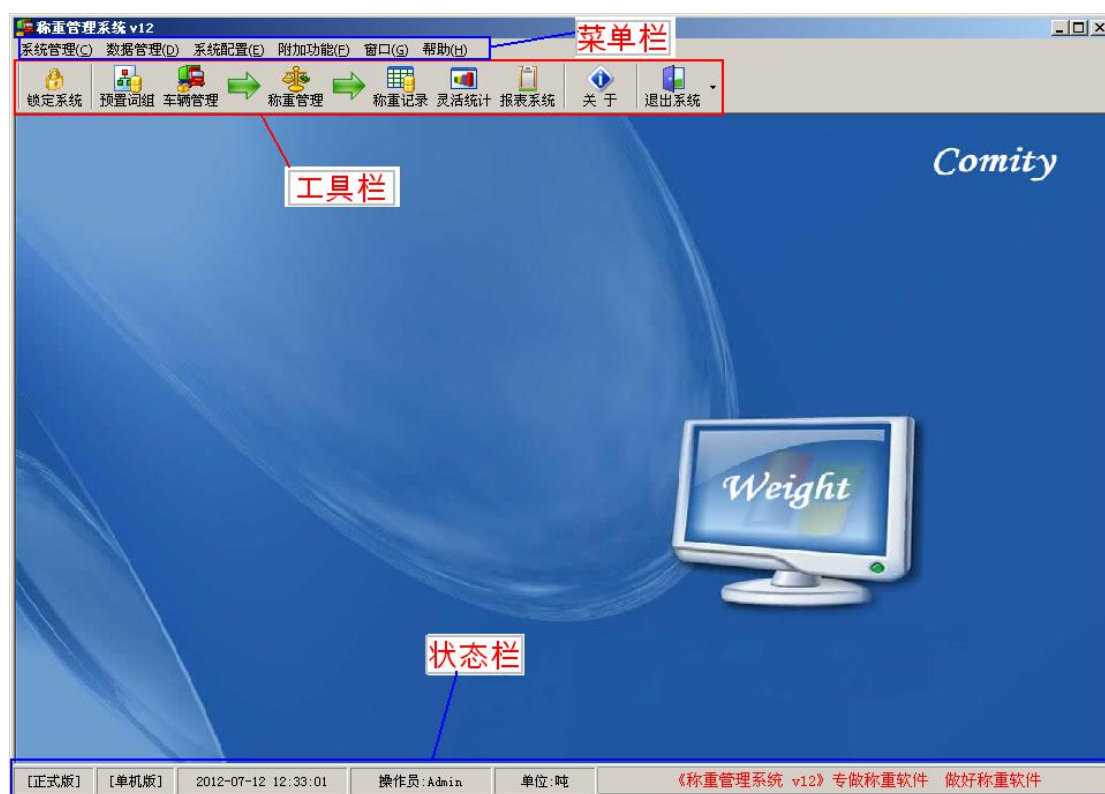 称重管理系统 v12
系统管理(C) 数据管理(D) 系统配置(E) 附加功能(F) 窗口(G) 帮助(H)
菜单栏
锁定系统 预置词组 车辆管理 称重管理 称重记录 灵活统计 报表系统 关 于 退出系统
工具栏
Comity
Weight
状态栏
[正式版] [单机版] 2012-07-12 12:33:01 操作员:Admin 单位:吨 《称重管理系统 v12》专做称重软件 做好称重软件